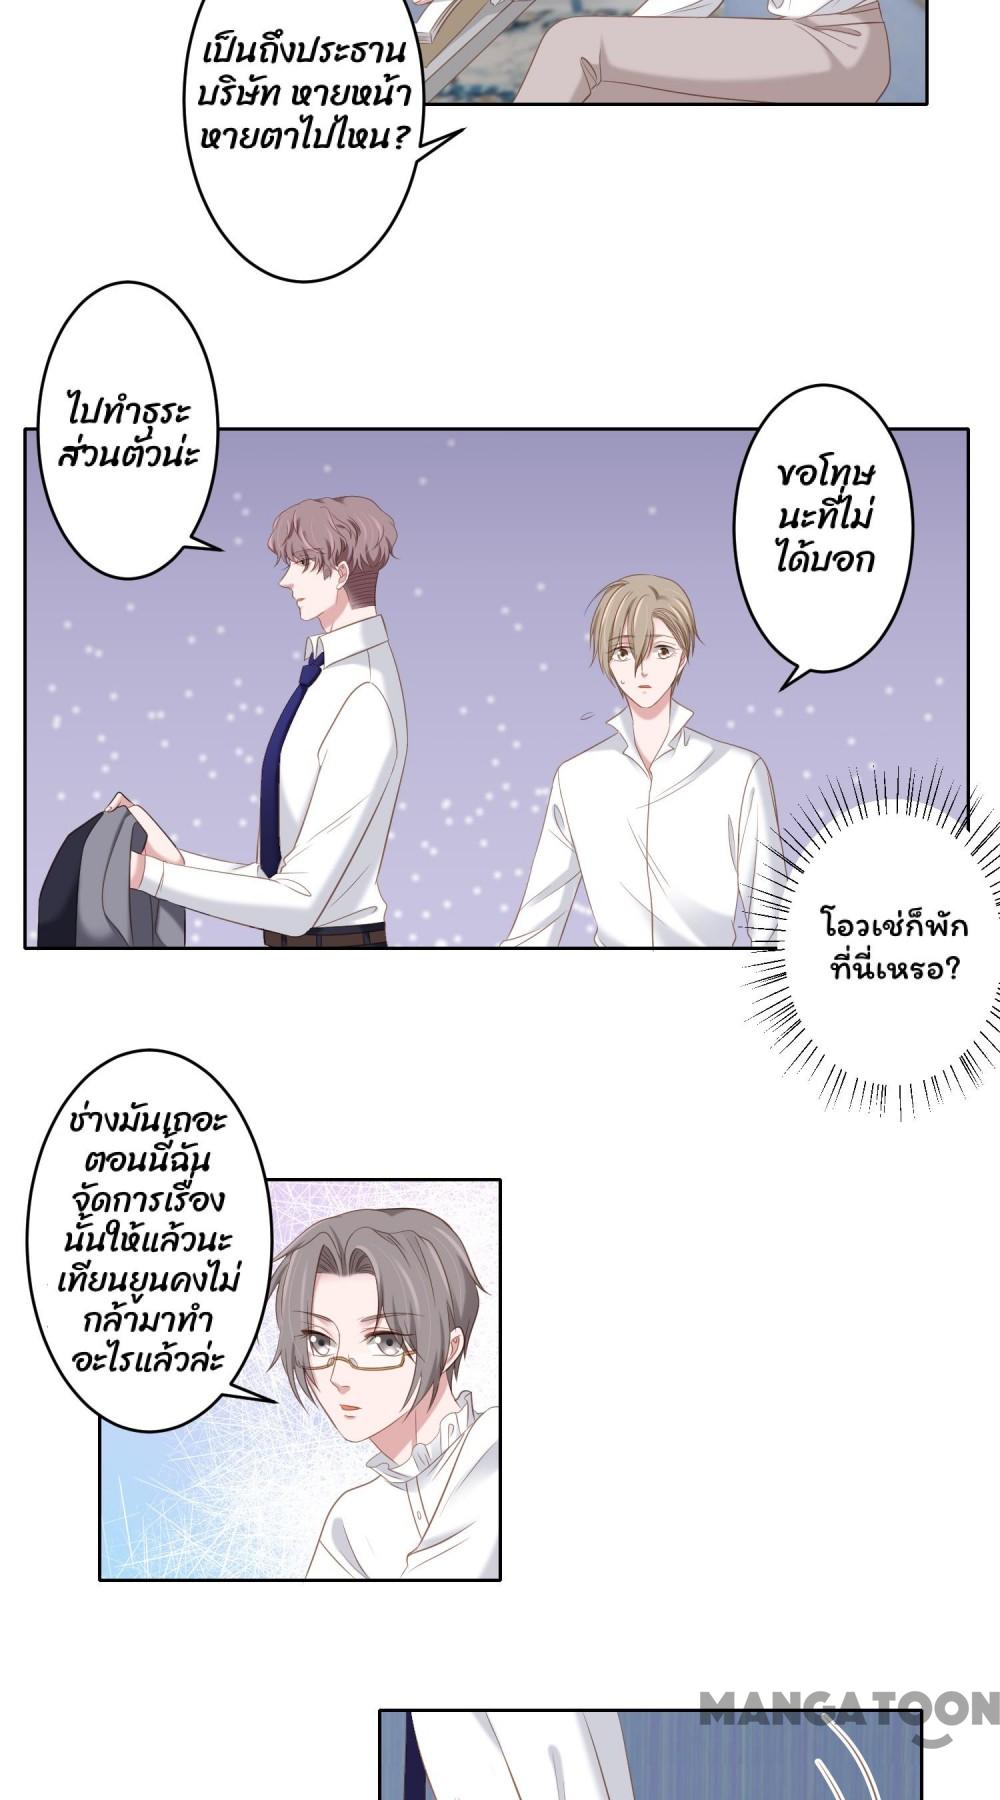 เป็นถึงประธาน
บริษัท หายหน้า
หายตาไปไหน?
ไปทำธุระ
ส่วนตัวน่ะ
ขอโทษ
นะที่ไม่
ได้บอก
โอวเช่ก็พัก
ที่นี่เหรอ?
ช่างมันเถอะ
ตอนนี้ฉัน
จัดการเรื่อง
นั้นให้แล้วนะ
เทียนยูนคงไม่
กล้ามาทำ
อะไรแล้วล่ะ
MANGATOON